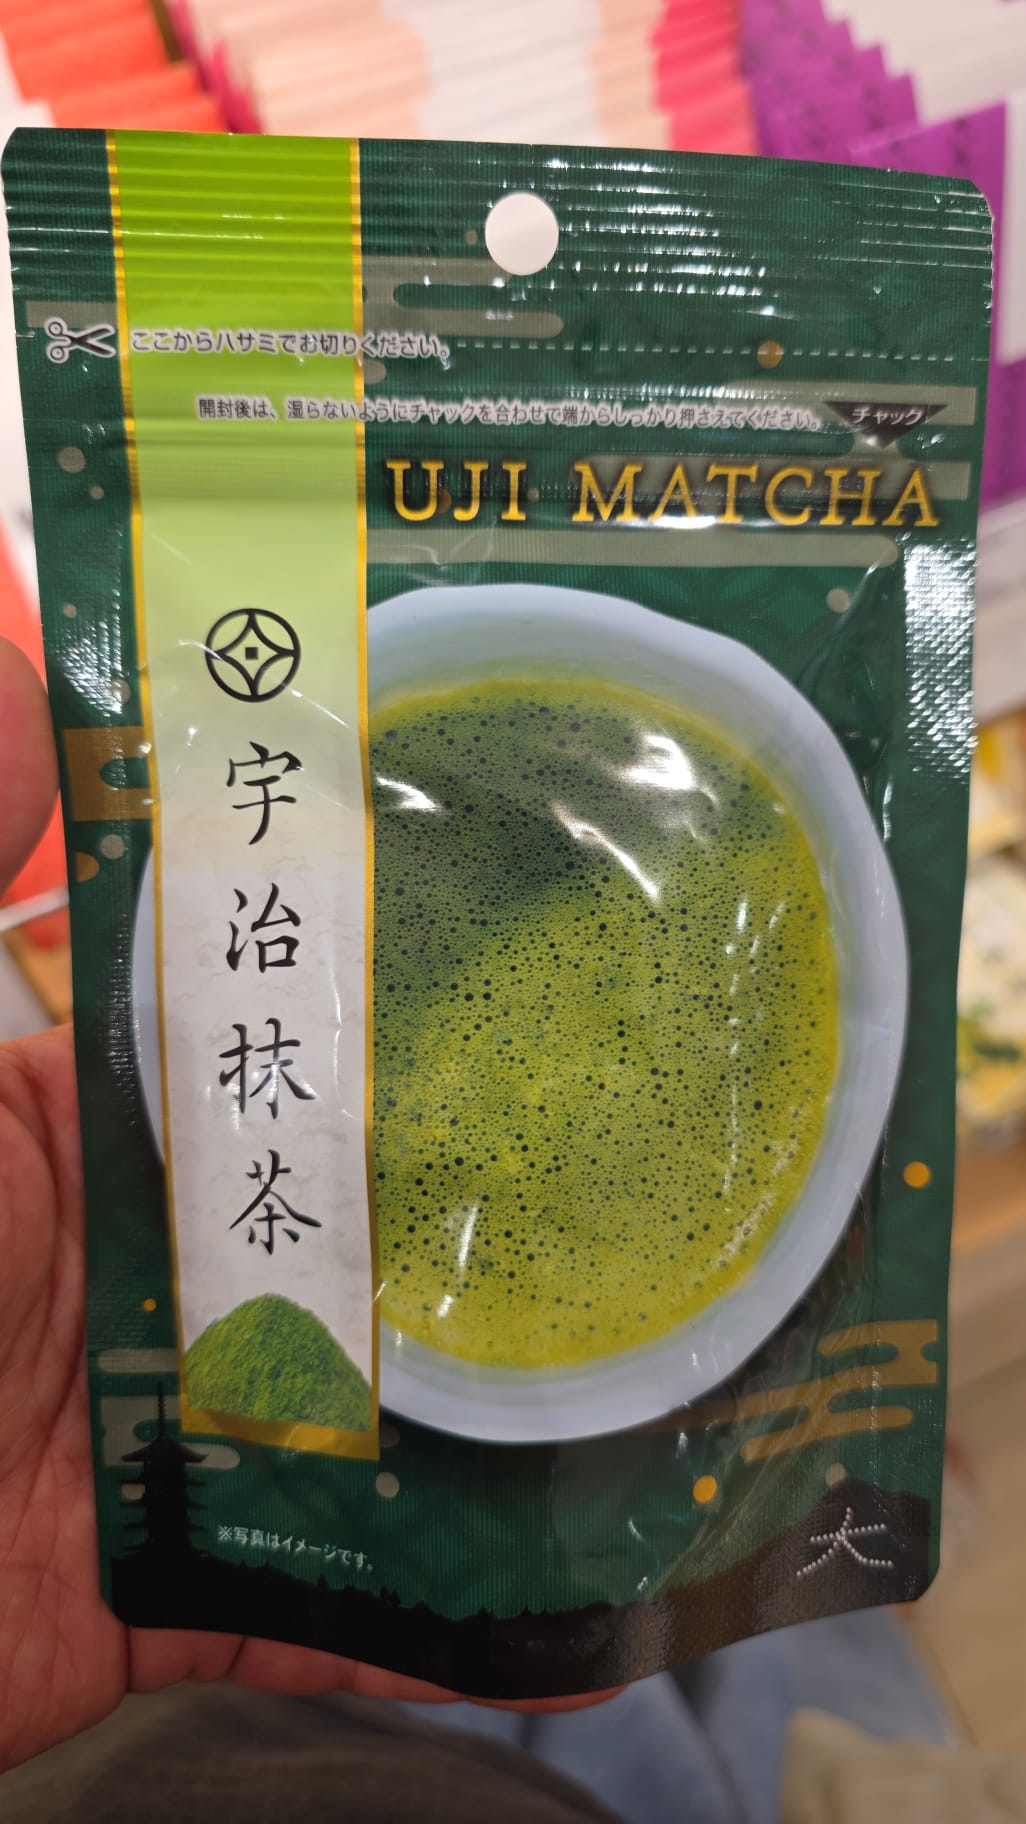 ここからハサミでお切りください。
開封後は、湿らないようにチャックを合わせて端からしっかり押さえてください。
チャック
UJI MATCHA
宇治抹茶
※写真はイメージです。
大